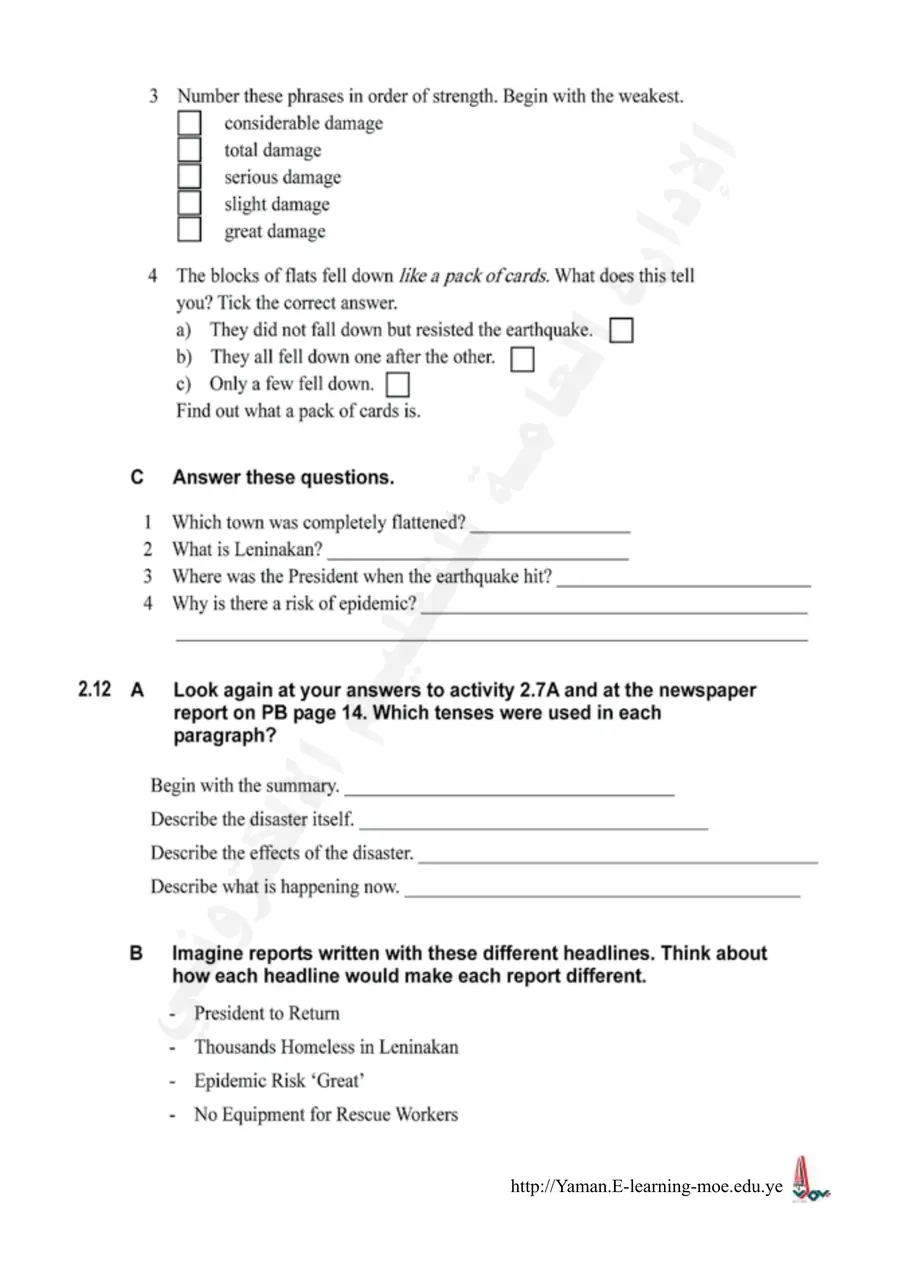 3 Number these phrases in order of strength. Begin with the weakest.
considerable damage
total damage
serious damage
slight damage
great damage
4 The blocks of flats fell down like a pack of cards. What does this tell
you? Tick the correct answer.
a) They did not fall down but resisted the earthquake.
b) They all fell down one after the other.
c) Only a few fell down.
Find out what a pack of cards is.
C Answer these questions.
1 Which town was completely flattened?
2 What is Leninakan?
3 Where was the President when the earthquake hit?
4 Why is there a risk of epidemic?
2.12 A Look again at your answers to activity 2.7A and at the newspaper
report on PB page 14. Which tenses were used in each
paragraph?
Begin with the summary.
Describe the disaster itself.
Describe the effects of the disaster.
Describe what is happening now.
B Imagine reports written with these different headlines. Think about
how each headline would make each report different.
- President to Return
- Thousands Homeless in Leninakan
- Epidemic Risk ‘Great’
- No Equipment for Rescue Workers
http://Yaman.E-learning-moe.edu.ye
الإدارة العامة للتعليم الالكتروني